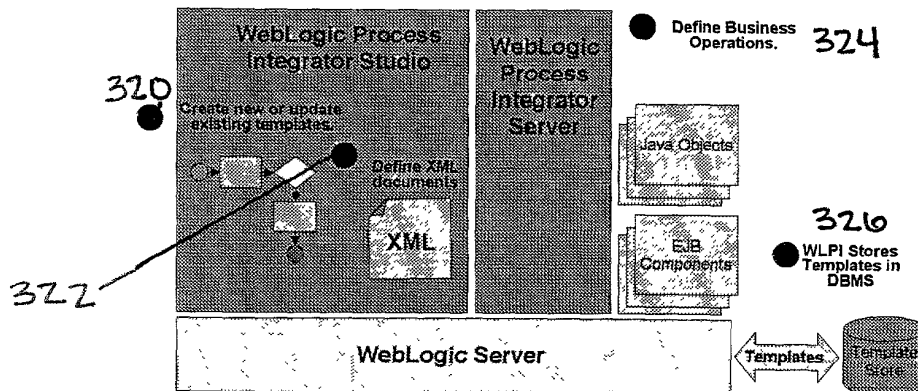 WebLogic Process
Integrator Studio
WebLogic
Process
Integrator
Server
Define Business
Operations.
324
320
Create new or update
existing templates.
Define XML
documents
XML
Java Objects
EJB
Components
326
WLPI Stores
Templates in
DBMS
322
WebLogic Server
Templates
Template
Store